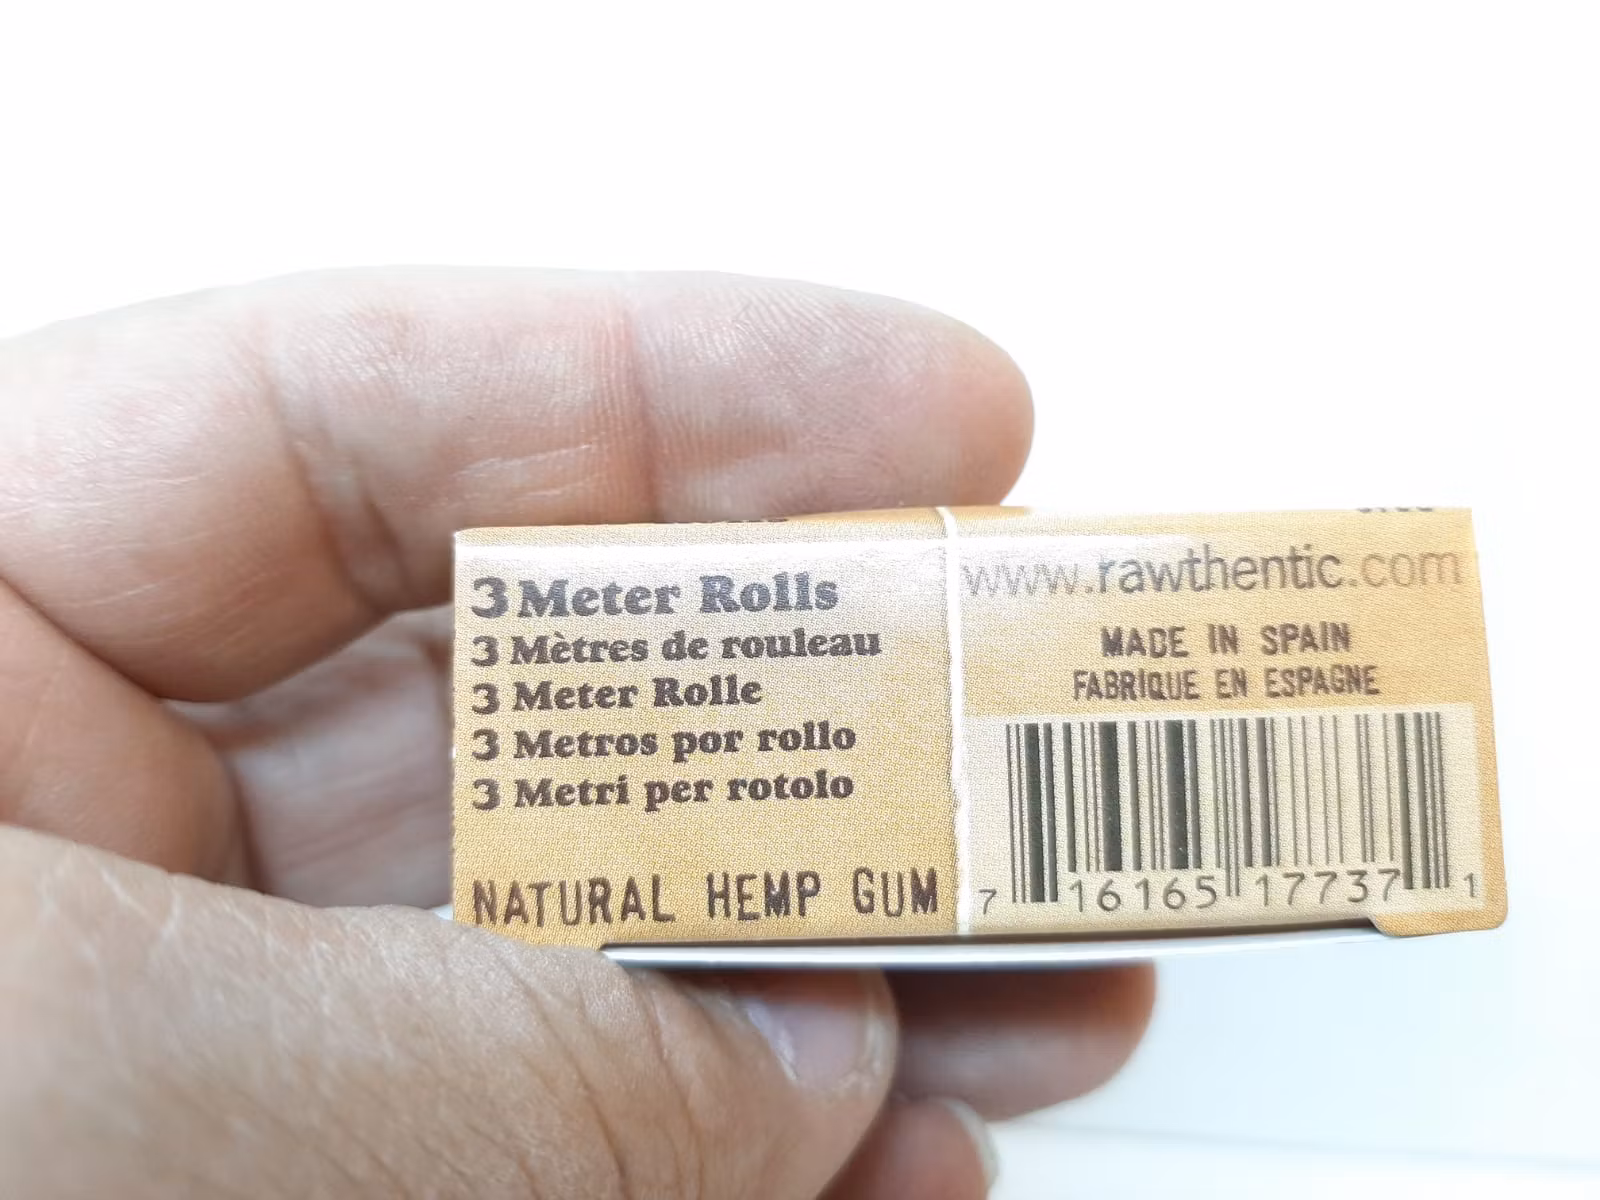 3 Meter Rolls
3 Mètres de rouleau
3 Meter Rolle
3 Metros por rollo
3 Metri per rotolo
NATURAL HEMP GUM
www.rawthentic.com
MADE IN SPAIN
FABRIQUE EN ESPAGNE
7 16165 17737 1